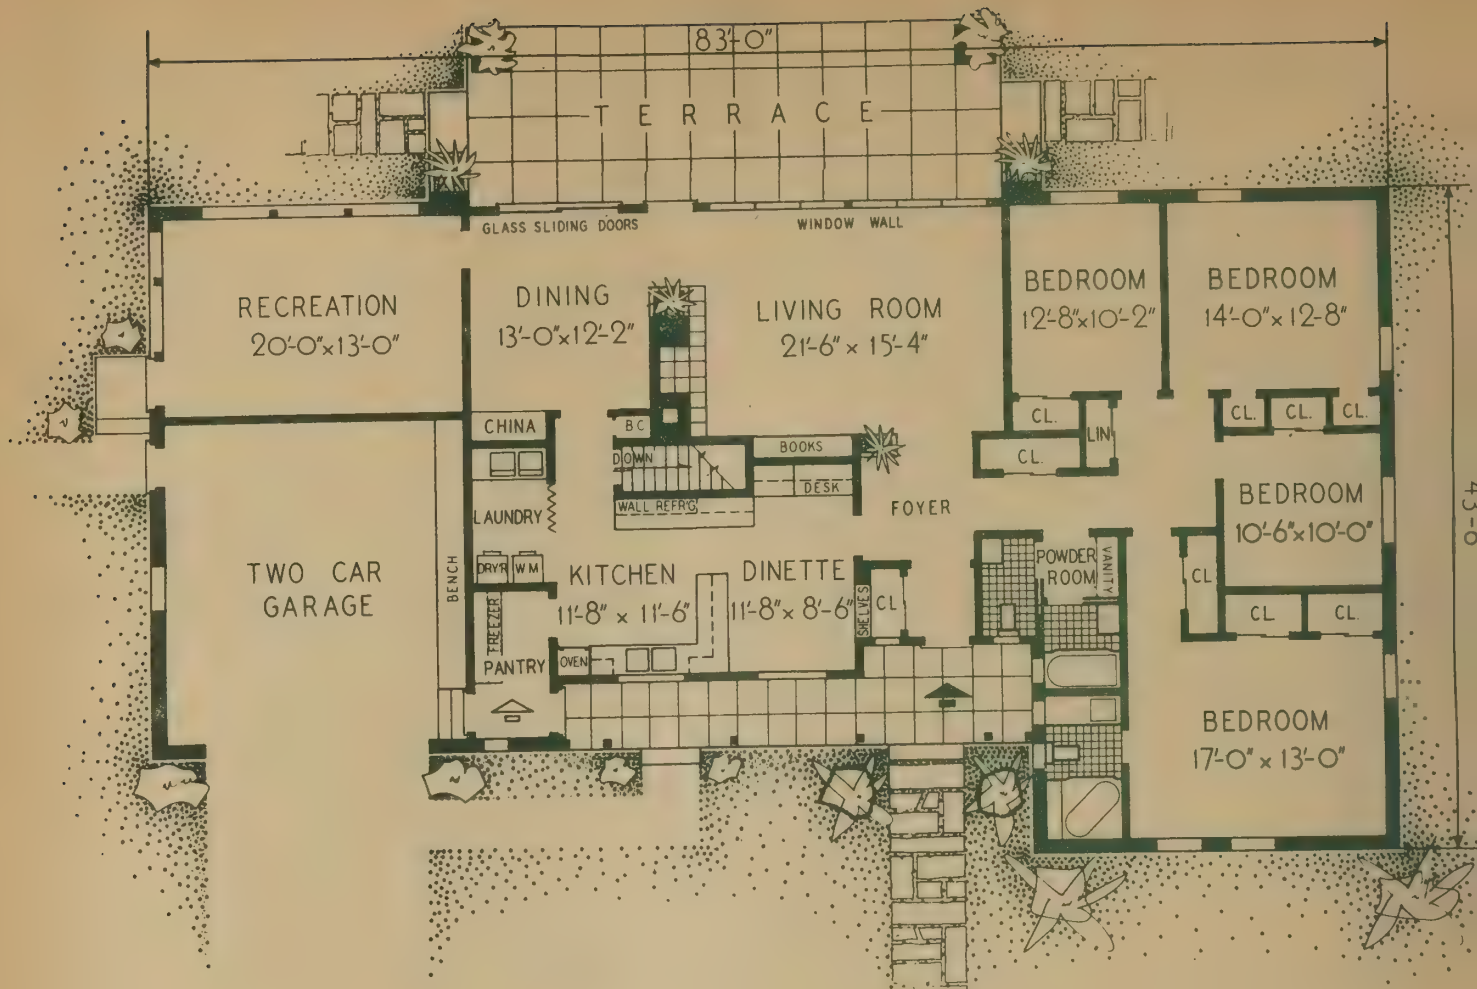 83'-0"
TERRACE
GLASS SLIDING DOORS
WINDOW WALL
RECREATION
20'-0"x13'-0"
DINING
13'-0"x12'-2"
LIVING ROOM
21'-6" x 15'-4"
BEDROOM
12'-8"x10'-2"
BEDROOM
14'-0"x12-8"
CHINA
BC
CL.
LIN
CL.
CL.
CL.
CL.
DOWN
BOOKS
DESK
WALL REFR'G
FOYER
LAUNDRY
BEDROOM
10'-6"x10'-0"
43'-6"
TWO CAR
GARAGE
BENCH
DRY'R
WM
KITCHEN
11'-8" x 11'-6"
DINETTE
11'-8"x 8'-6"
SHELVES
CL
POWDER
ROOM
VANITY
CL
CL.
CL.
FREEZER
PANTRY
OVEN
BEDROOM
17'-0" x 13'-0"